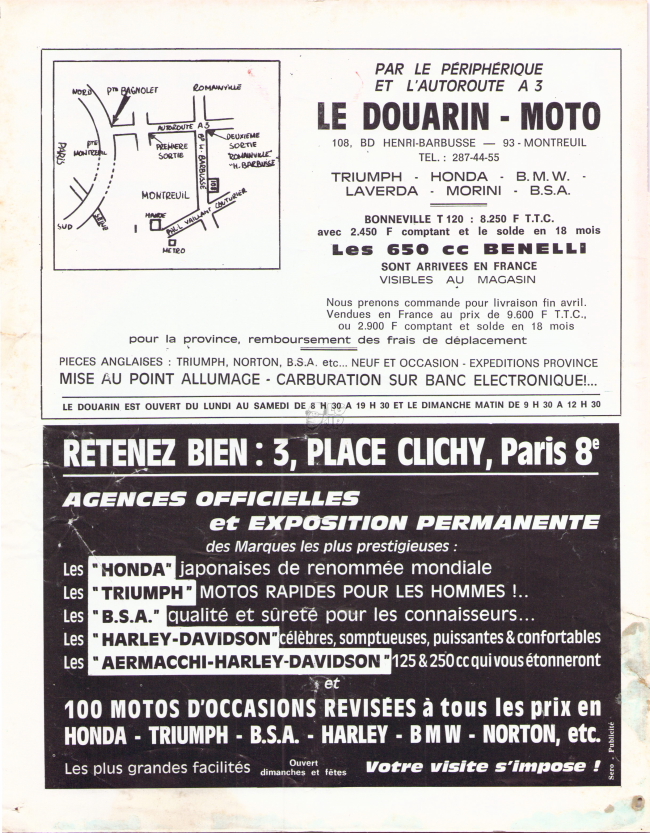 NORD
PTE BAGNOLET
ROMAINVILLE
AUTOROUTE A3
PARIS
PTE MONTREUIL
PREMIÈRE SORTIE
BD H. BARBUSSE
DEUXIÈME SORTIE
"ROMAINVILLE"
"H. BARBUSSE"
108
MONTREUIL
MAIRIE
VAILLANT COUTURIER
SUD
METRO
PAR LE PÉRIPHÉRIQUE
ET L'AUTOROUTE A 3
LE DOUARIN - MOTO
108, BD HENRI-BARBUSSE — 93 - MONTREUIL
TEL. : 287-44-55
TRIUMPH - HONDA - B.M.W. -
LAVERDA - MORINI - B.S.A.
BONNEVILLE T 120 : 8.250 F T.T.C.
avec 2.450 F comptant et le solde en 18 mois
Les 650 cc BENELLI
SONT ARRIVEES EN FRANCE
VISIBLES AU MAGASIN
Nous prenons commande pour livraison fin avril.
Vendues en France au prix de 9.600 F T.T.C.,
ou 2.900 F comptant et solde en 18 mois
pour la province, remboursement des frais de déplacement
PIECES ANGLAISES : TRIUMPH, NORTON, B.S.A. etc... NEUF ET OCCASION - EXPEDITIONS PROVINCE
MISE AU POINT ALLUMAGE - CARBURATION SUR BANC ELECTRONIQUE!...
LE DOUARIN EST OUVERT DU LUNDI AU SAMEDI DE 8 H 30 A 19 H 30 ET LE DIMANCHE MATIN DE 9 H 30 A 12 H 30
RETENEZ BIEN : 3, PLACE CLICHY, Paris 8e
AGENCES OFFICIELLES
et EXPOSITION PERMANENTE
des Marques les plus prestigieuses :
Les "HONDA" japonaises de renommée mondiale
Les "TRIUMPH" MOTOS RAPIDES POUR LES HOMMES !..
Les "B.S.A." qualité et sûreté pour les connaisseurs...
Les "HARLEY-DAVIDSON" célèbres, somptueuses, puissantes & confortables
Les "AERMACCHI-HARLEY-DAVIDSON" 125 & 250 cc qui vous étonneront
et
100 MOTOS D'OCCASIONS REVISÉES à tous les prix en
HONDA - TRIUMPH - B.S.A. - HARLEY - BMW - NORTON, etc.
Les plus grandes facilités
Ouvert
dimanches et fêtes
Votre visite s'impose !
Sero - Publicité